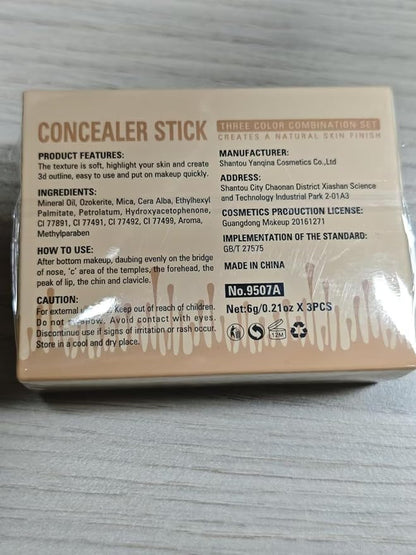 CONCEALER STICK
THREE COLOR COMBINATION SET
CREATES A NATURAL SKIN FINISH
PRODUCT FEATURES:
The texture is soft, highlight your skin and create
3d outline, easy to use and put on makeup quickly.
INGREDIENTS:
Mineral Oil, Ozokerite, Mica, Cara Alba, Ethylhexyl
Palmitate, Petrolatum, Hydroxyacetophenone,
CI 77891, CI 77491, CI 77492, CI 77499, Aroma,
Methylparaben
HOW TO USE:
After bottom makeup, daubing evenly on the bridge
of nose, 'c' area of the temples, the forehead, the
peak of lip, the chin and clavicle.
CAUTION:
For external use only. Keep out of reach of children.
Do not swallow. Avoid contact with eyes.
Discontinue use if signs of irritation or rash occur.
Store in a cool and dry place.
MANUFACTURER:
Shantou Yanqina Cosmetics Co.,Ltd
ADDRESS:
Shantou City Chaonan District Xiashan Science
and Technology Industrial Park 2-01A3
COSMETICS PRODUCTION LICENSE:
Guangdong Mskeup 20161271
IMPLEMENTATION OF THE STANDARD:
GB/T 27575
MADE IN CHINA
No.9507A
Net:6g/0.21oz X 3PCS
12M